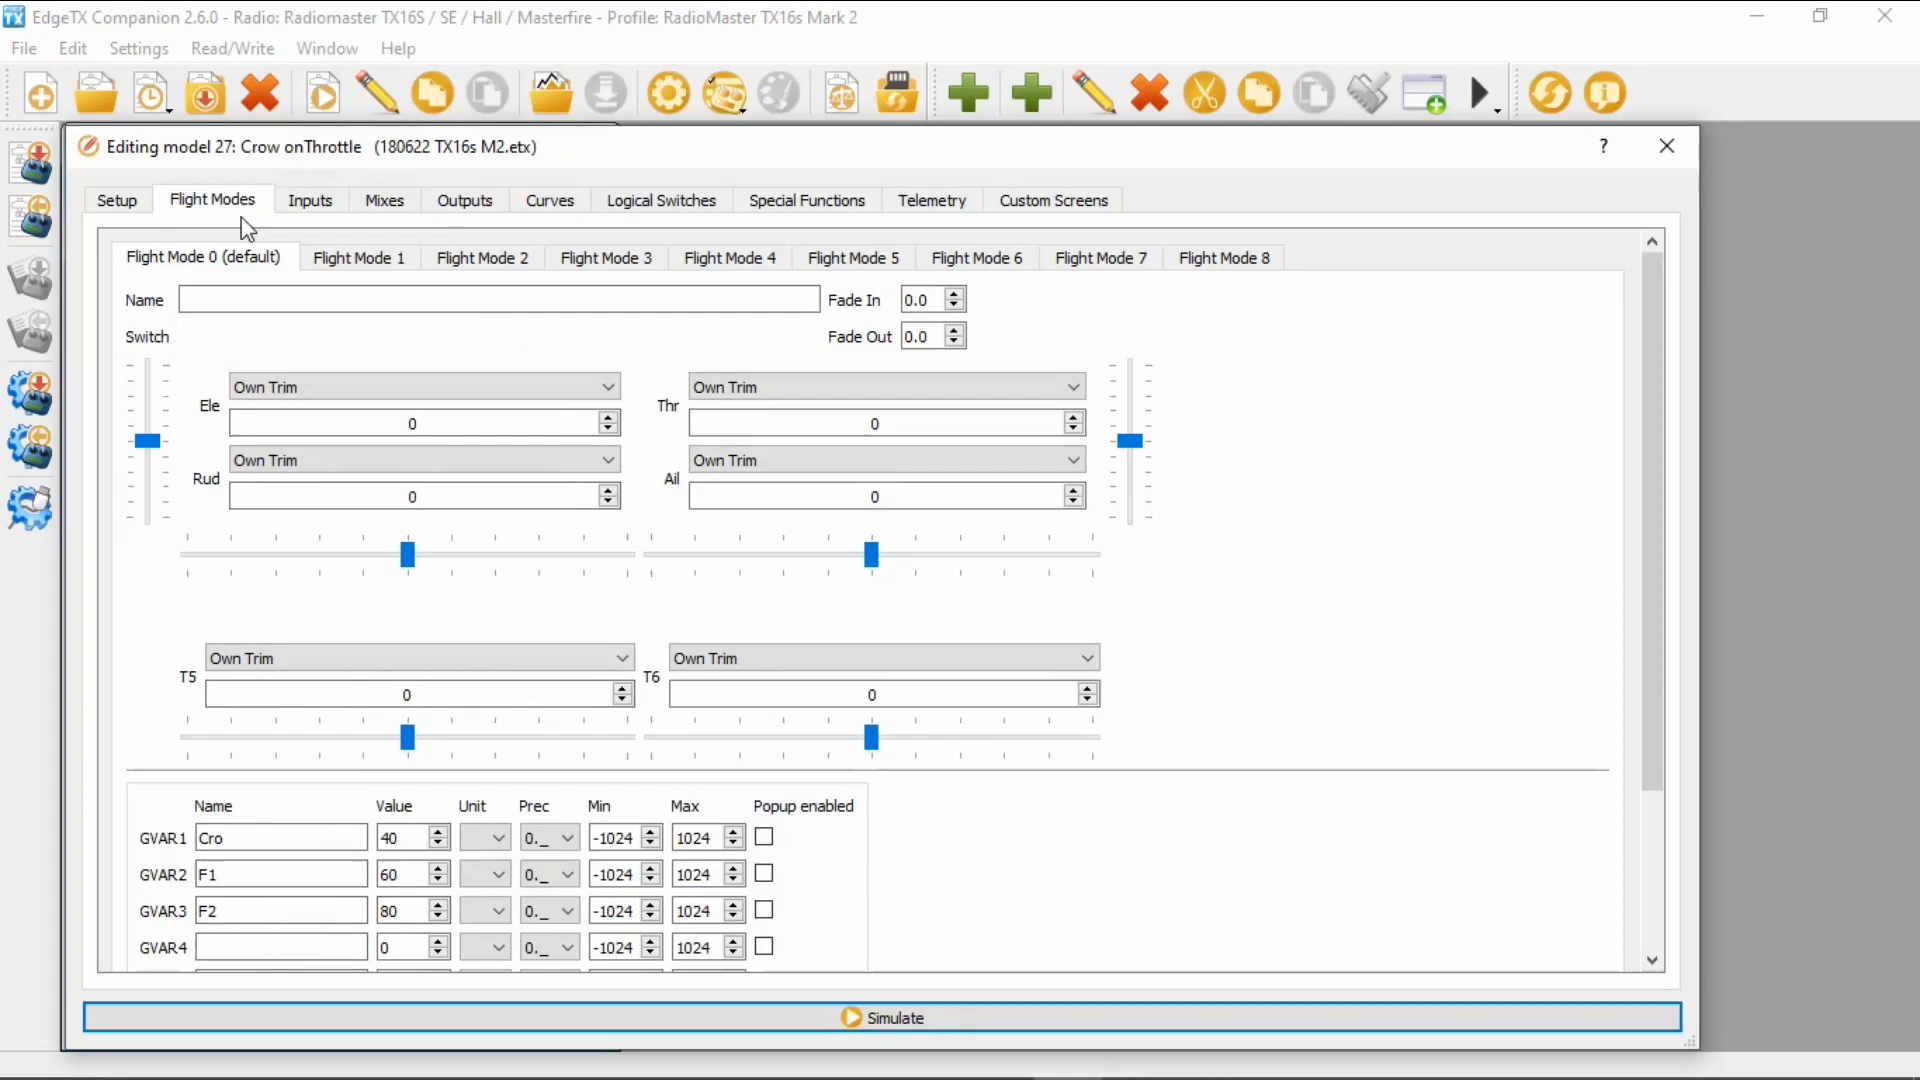 EdgeTX Companion 2.6.0 - Radio: Radiomaster TX16S / SE / Hall / Masterfire - Profile: RadioMaster TX16s Mark 2
File Edit Settings Read/Write Window Help
Editing model 27: Crow onThrottle (180622 TX16s M2.etx)
?
Setup Flight Modes Inputs Mixes Outputs Curves Logical Switches Special Functions Telemetry Custom Screens
Flight Mode 0 (default) Flight Mode 1 Flight Mode 2 Flight Mode 3 Flight Mode 4 Flight Mode 5 Flight Mode 6 Flight Mode 7 Flight Mode 8
Name Fade In 0.0
Switch Fade Out 0.0
Own Trim Own Trim
Ele Thr
0 0
Own Trim Own Trim
Rud Ail
0 0
Own Trim Own Trim
T5 T6
0 0
Name Value Unit Prec Min Max Popup enabled
GVAR1 Cro 40 0._ -1024 1024
GVAR2 F1 60 0._ -1024 1024
GVAR3 F2 80 0._ -1024 1024
GVAR4 0 0._ -1024 1024
Simulate